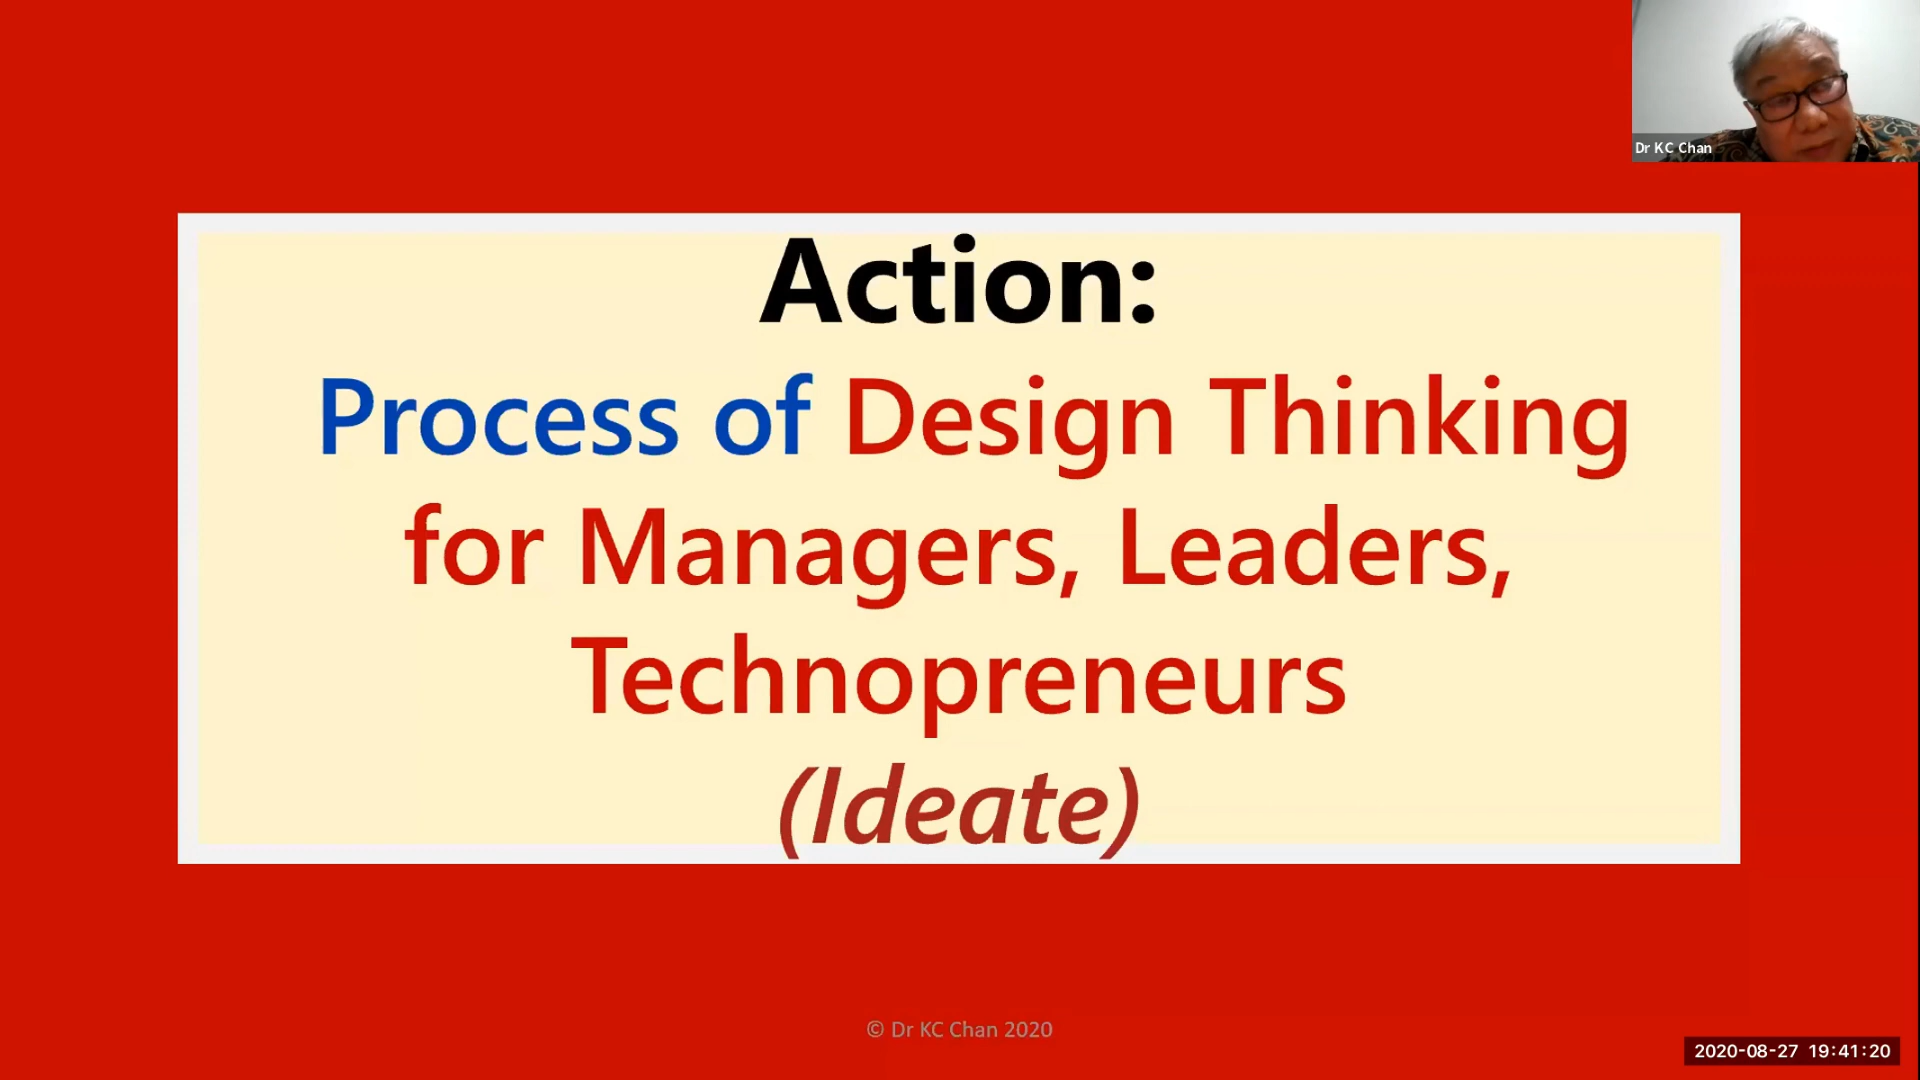 Dr KC Chan
Action:
Process of Design Thinking
for Managers, Leaders,
Technopreneurs
(Ideate)
© Dr KC Chan 2020
2020-08-27 19:41:20